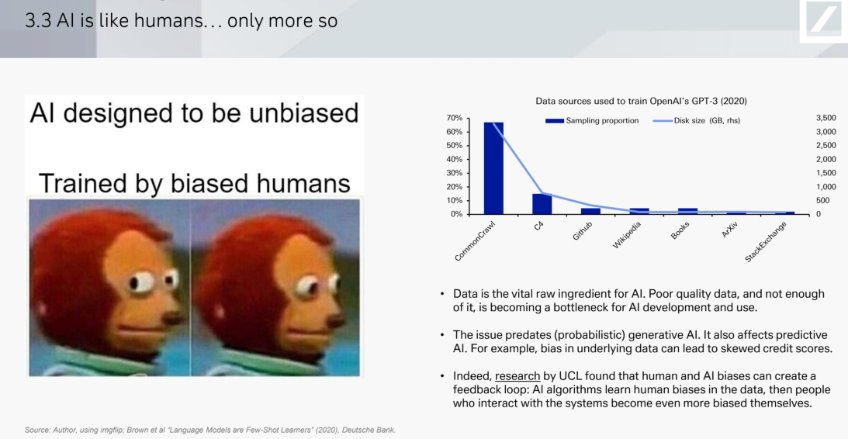 3.3 AI is like humans… only more so
AI designed to be unbiased
Trained by biased humans
Data sources used to train OpenAI's GPT-3 (2020)
Sampling proportion
Disk size (GB, rhs)
70%
60%
50%
40%
30%
20%
10%
0%
3,500
3,000
2,500
2,000
1,500
1,000
500
0
CommonCrawl
C4
Github
Wikipedia
Books
ArXiv
StackExchange
• Data is the vital raw ingredient for AI. Poor quality data, and not enough
of it, is becoming a bottleneck for AI development and use.
• The issue predates (probabilistic) generative AI. It also affects predictive
AI. For example, bias in underlying data can lead to skewed credit scores.
• Indeed, research by UCL found that human and AI biases can create a
feedback loop: AI algorithms learn human biases in the data, then people
who interact with the systems become even more biased themselves.
Source: Author, using imgflip; Brown et al "Language Models are Few-Shot Learners" (2020), Deutsche Bank.